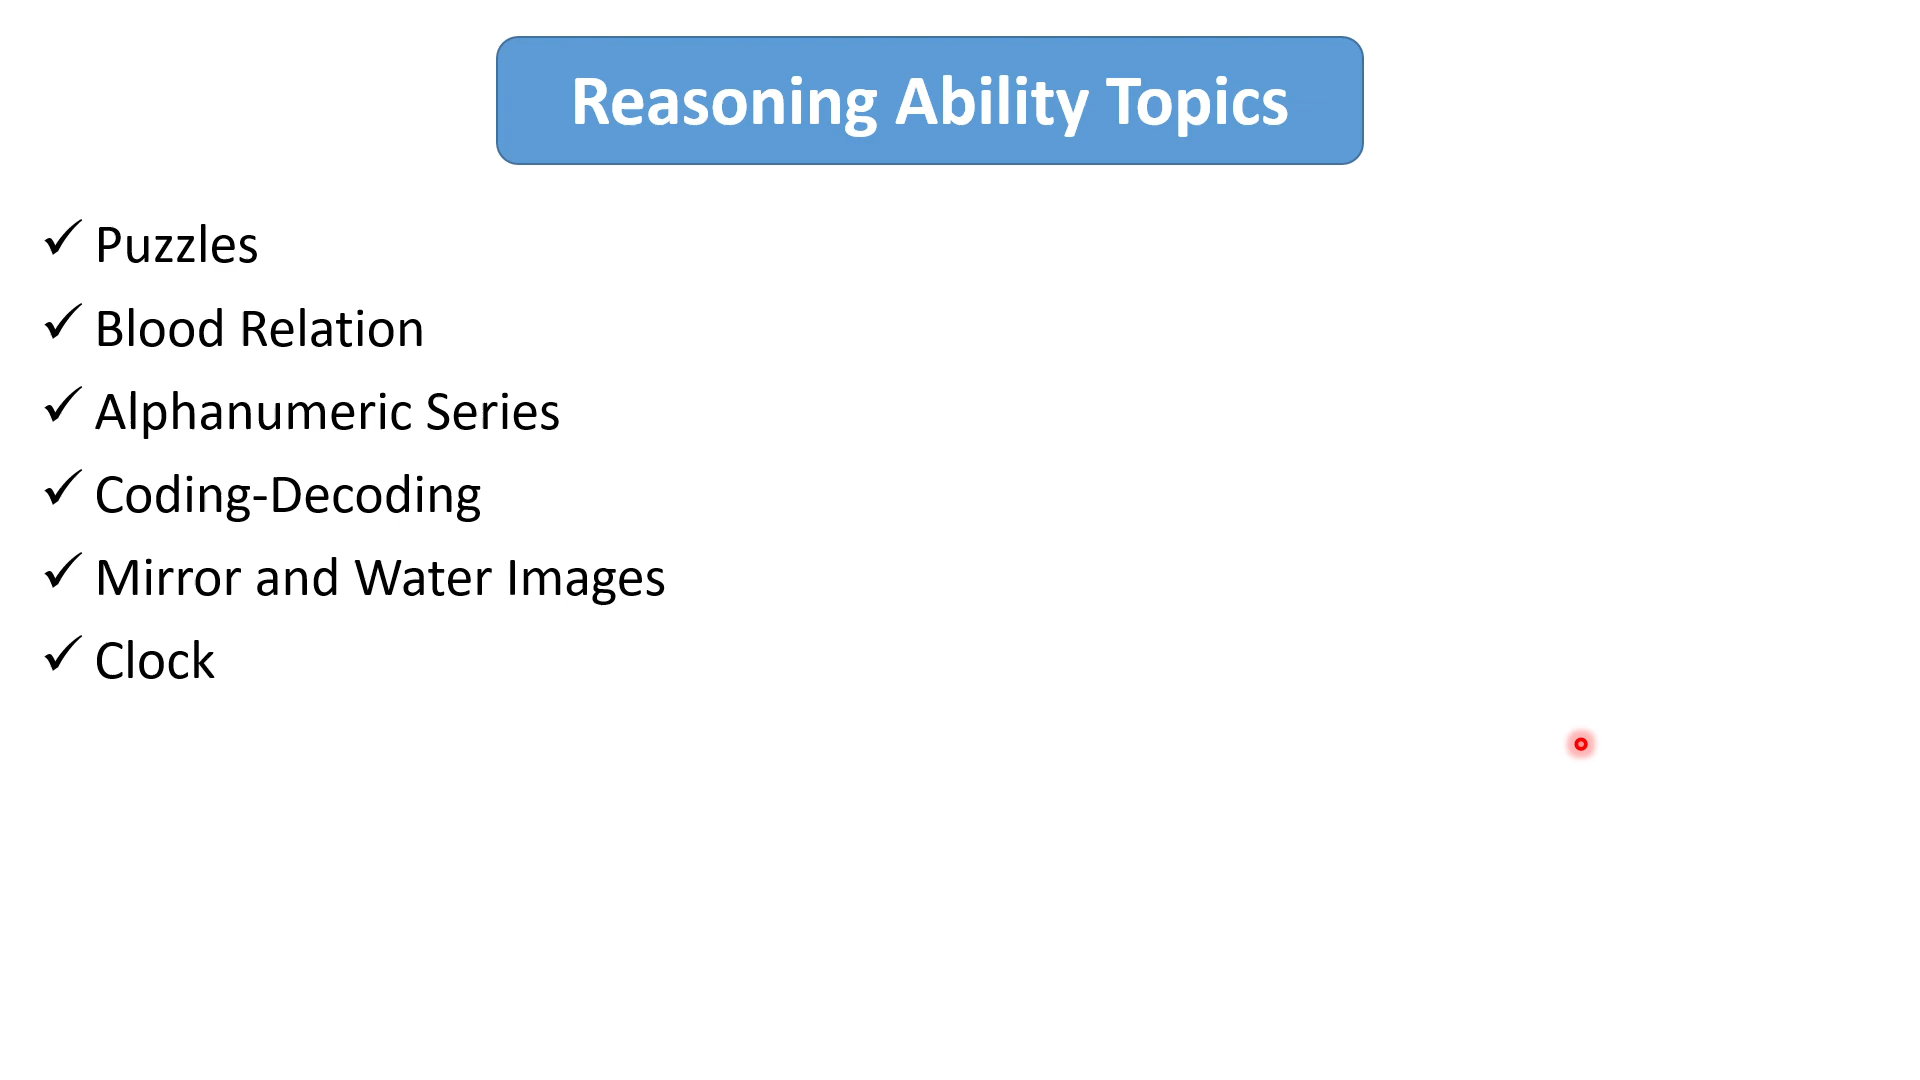 Reasoning Ability Topics
✓ Puzzles
✓ Blood Relation
✓ Alphanumeric Series
✓ Coding-Decoding
✓ Mirror and Water Images
✓ Clock